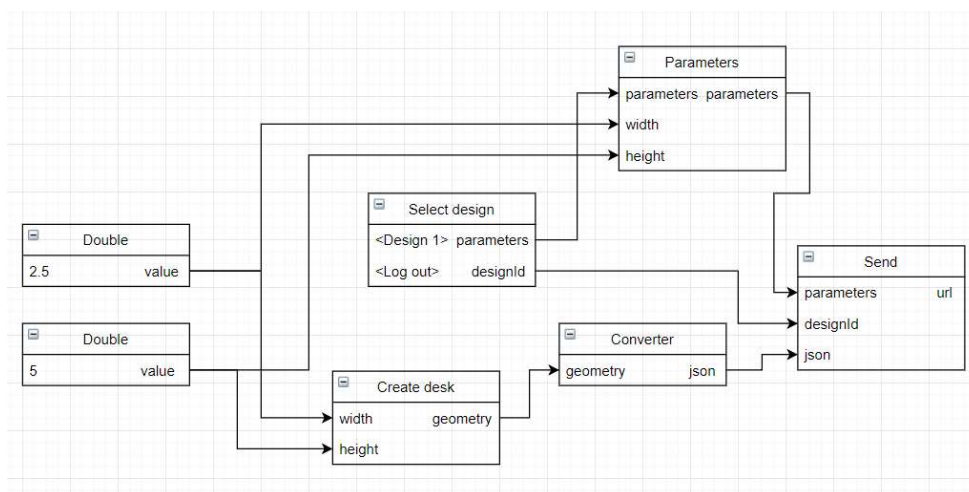 Parameters
parameters parameters
width
height
Select design
<Design 1> parameters
<Log out> designId
Double
2.5 value
Double
5 value
Create desk
width geometry
height
Converter
geometry json
Send
parameters url
designId
json